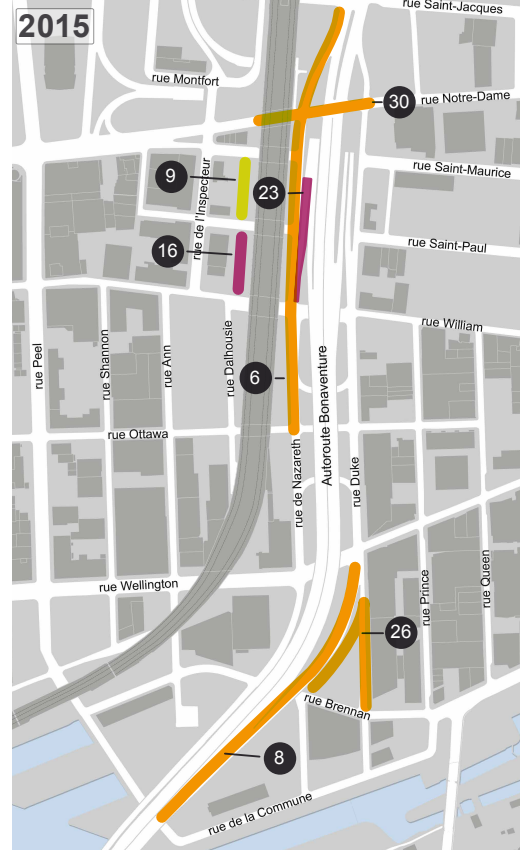 rue Saint-Jacques
2015
rue Montfort
30
rue Notre-Dame
9
23
rue Saint-Maurice
rue de l'Inspecteur
16
rue Saint-Paul
rue William
rue Peel
rue Shannon
rue Ann
rue Dalhousie
6
Autoroute Bonaventure
rue Ottawa
rue de Nazareth
rue Duke
rue Wellington
rue Prince
rue Queen
26
rue Brennan
8
rue de la Commune